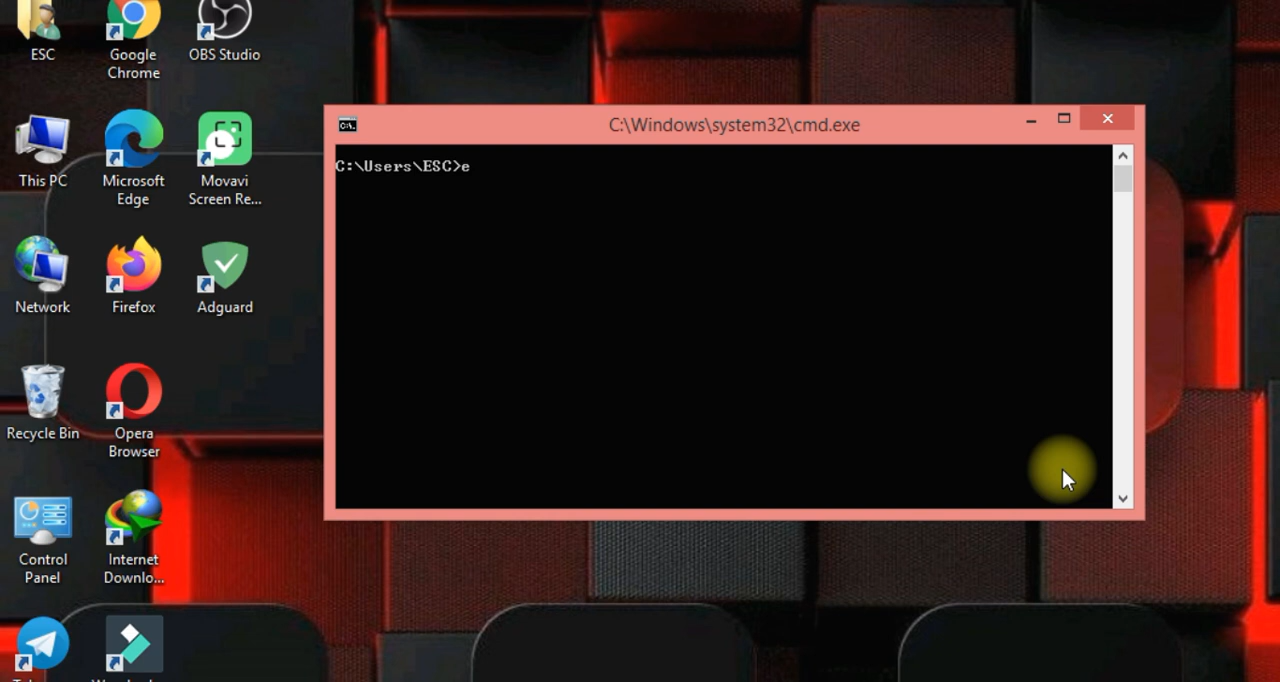 ESC
Google
Chrome
OBS Studio
This PC
Microsoft
Edge
Movavi
Screen Re...
Network
Firefox
Adguard
Recycle Bin
Opera
Browser
Control
Panel
Internet
Downlo...
C:\Windows\system32\cmd.exe
C:\.
C:\Users\ESC>e